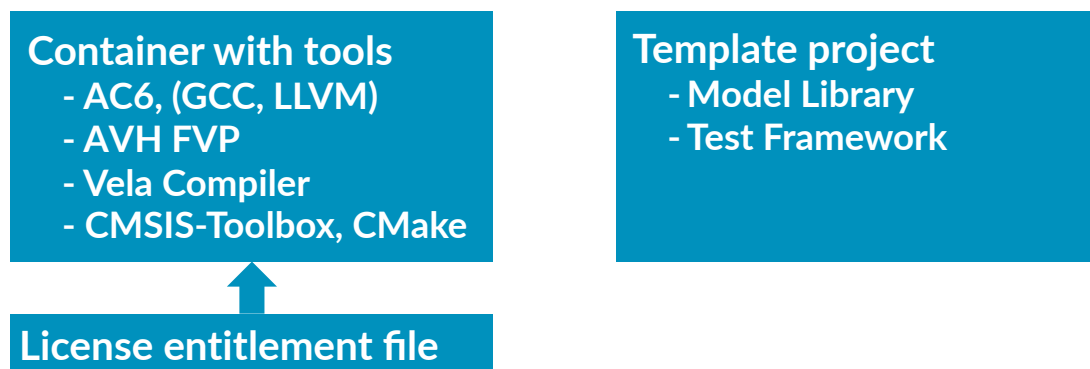 Container with tools
- AC6, (GCC, LLVM)
- AVH FVP
- Vela Compiler
- CMSIS-Toolbox, CMake
License entitlement file
Template project
- Model Library
- Test Framework